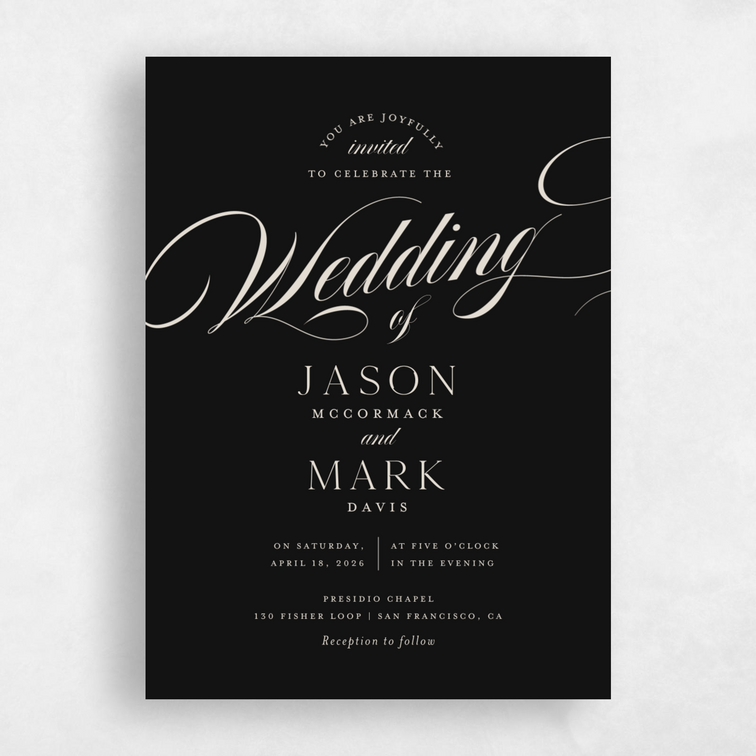 YOU ARE JOYFULLY
invited
TO CELEBRATE THE
Wedding
of
JASON
MCCORMACK
and
MARK
DAVIS
ON SATURDAY, | AT FIVE O'CLOCK
APRIL 18, 2026 | IN THE EVENING
PRESIDIO CHAPEL
130 FISHER LOOP | SAN FRANCISCO, CA
Reception to follow